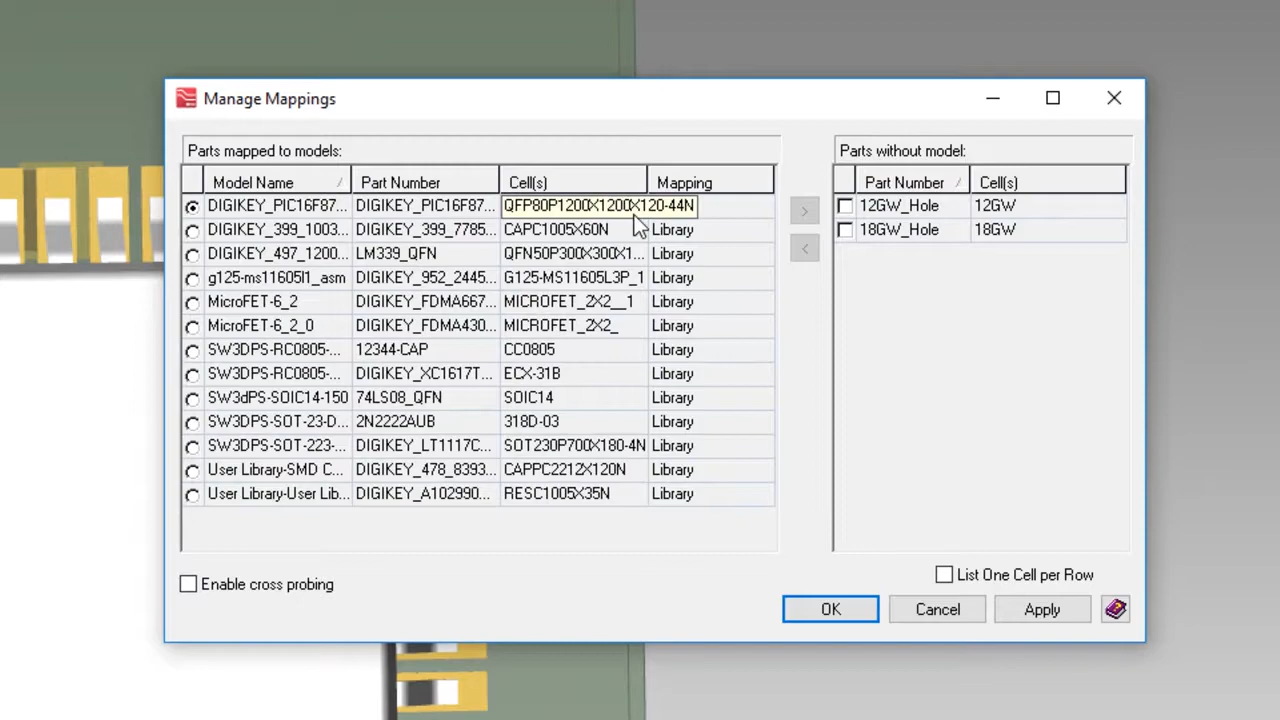 Manage Mappings
Parts mapped to models:
Model Name Part Number Cell(s) Mapping
DIGIKEY_PIC16F87... DIGIKEY_PIC16F87... QFP80P1200X1200X120-44N
DIGIKEY_399_1003... DIGIKEY_399_7785... CAPC1005X60N Library
DIGIKEY_497_1200... LM339_QFN QFN50P300X300X1... Library
g125-ms11605l1_asm DIGIKEY_952_2445... G125-MS11605L3P_1 Library
MicroFET-6_2 DIGIKEY_FDMA667... MICROFET_2X2__1 Library
MicroFET-6_2_0 DIGIKEY_FDMA430... MICROFET_2X2_ Library
SW3DPS-RC0805-... 12344-CAP CC0805 Library
SW3DPS-RC0805-... DIGIKEY_XC1617T... ECX-31B Library
SW3dPS-SOIC14-150 74LS08_QFN SOIC14 Library
SW3DPS-SOT-23-D... 2N2222AUB 318D-03 Library
SW3DPS-SOT-223-... DIGIKEY_LT1117C... SOT230P700X180-4N Library
User Library-SMD C... DIGIKEY_478_8393... CAPPC2212X120N Library
User Library-User Lib... DIGIKEY_A102990... RESC1005X35N Library
Parts without model:
Part Number Cell(s)
12GW_Hole 12GW
18GW_Hole 18GW
Enable cross probing
List One Cell per Row
OK Cancel Apply